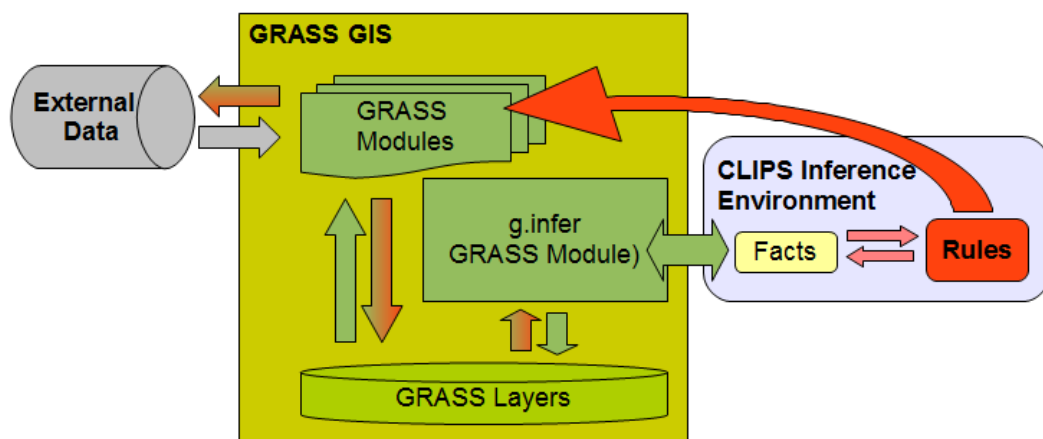 GRASS GIS
External
Data
GRASS
Modules
CLIPS Inference
Environment
g.infer
GRASS Module)
Facts
Rules
GRASS Layers